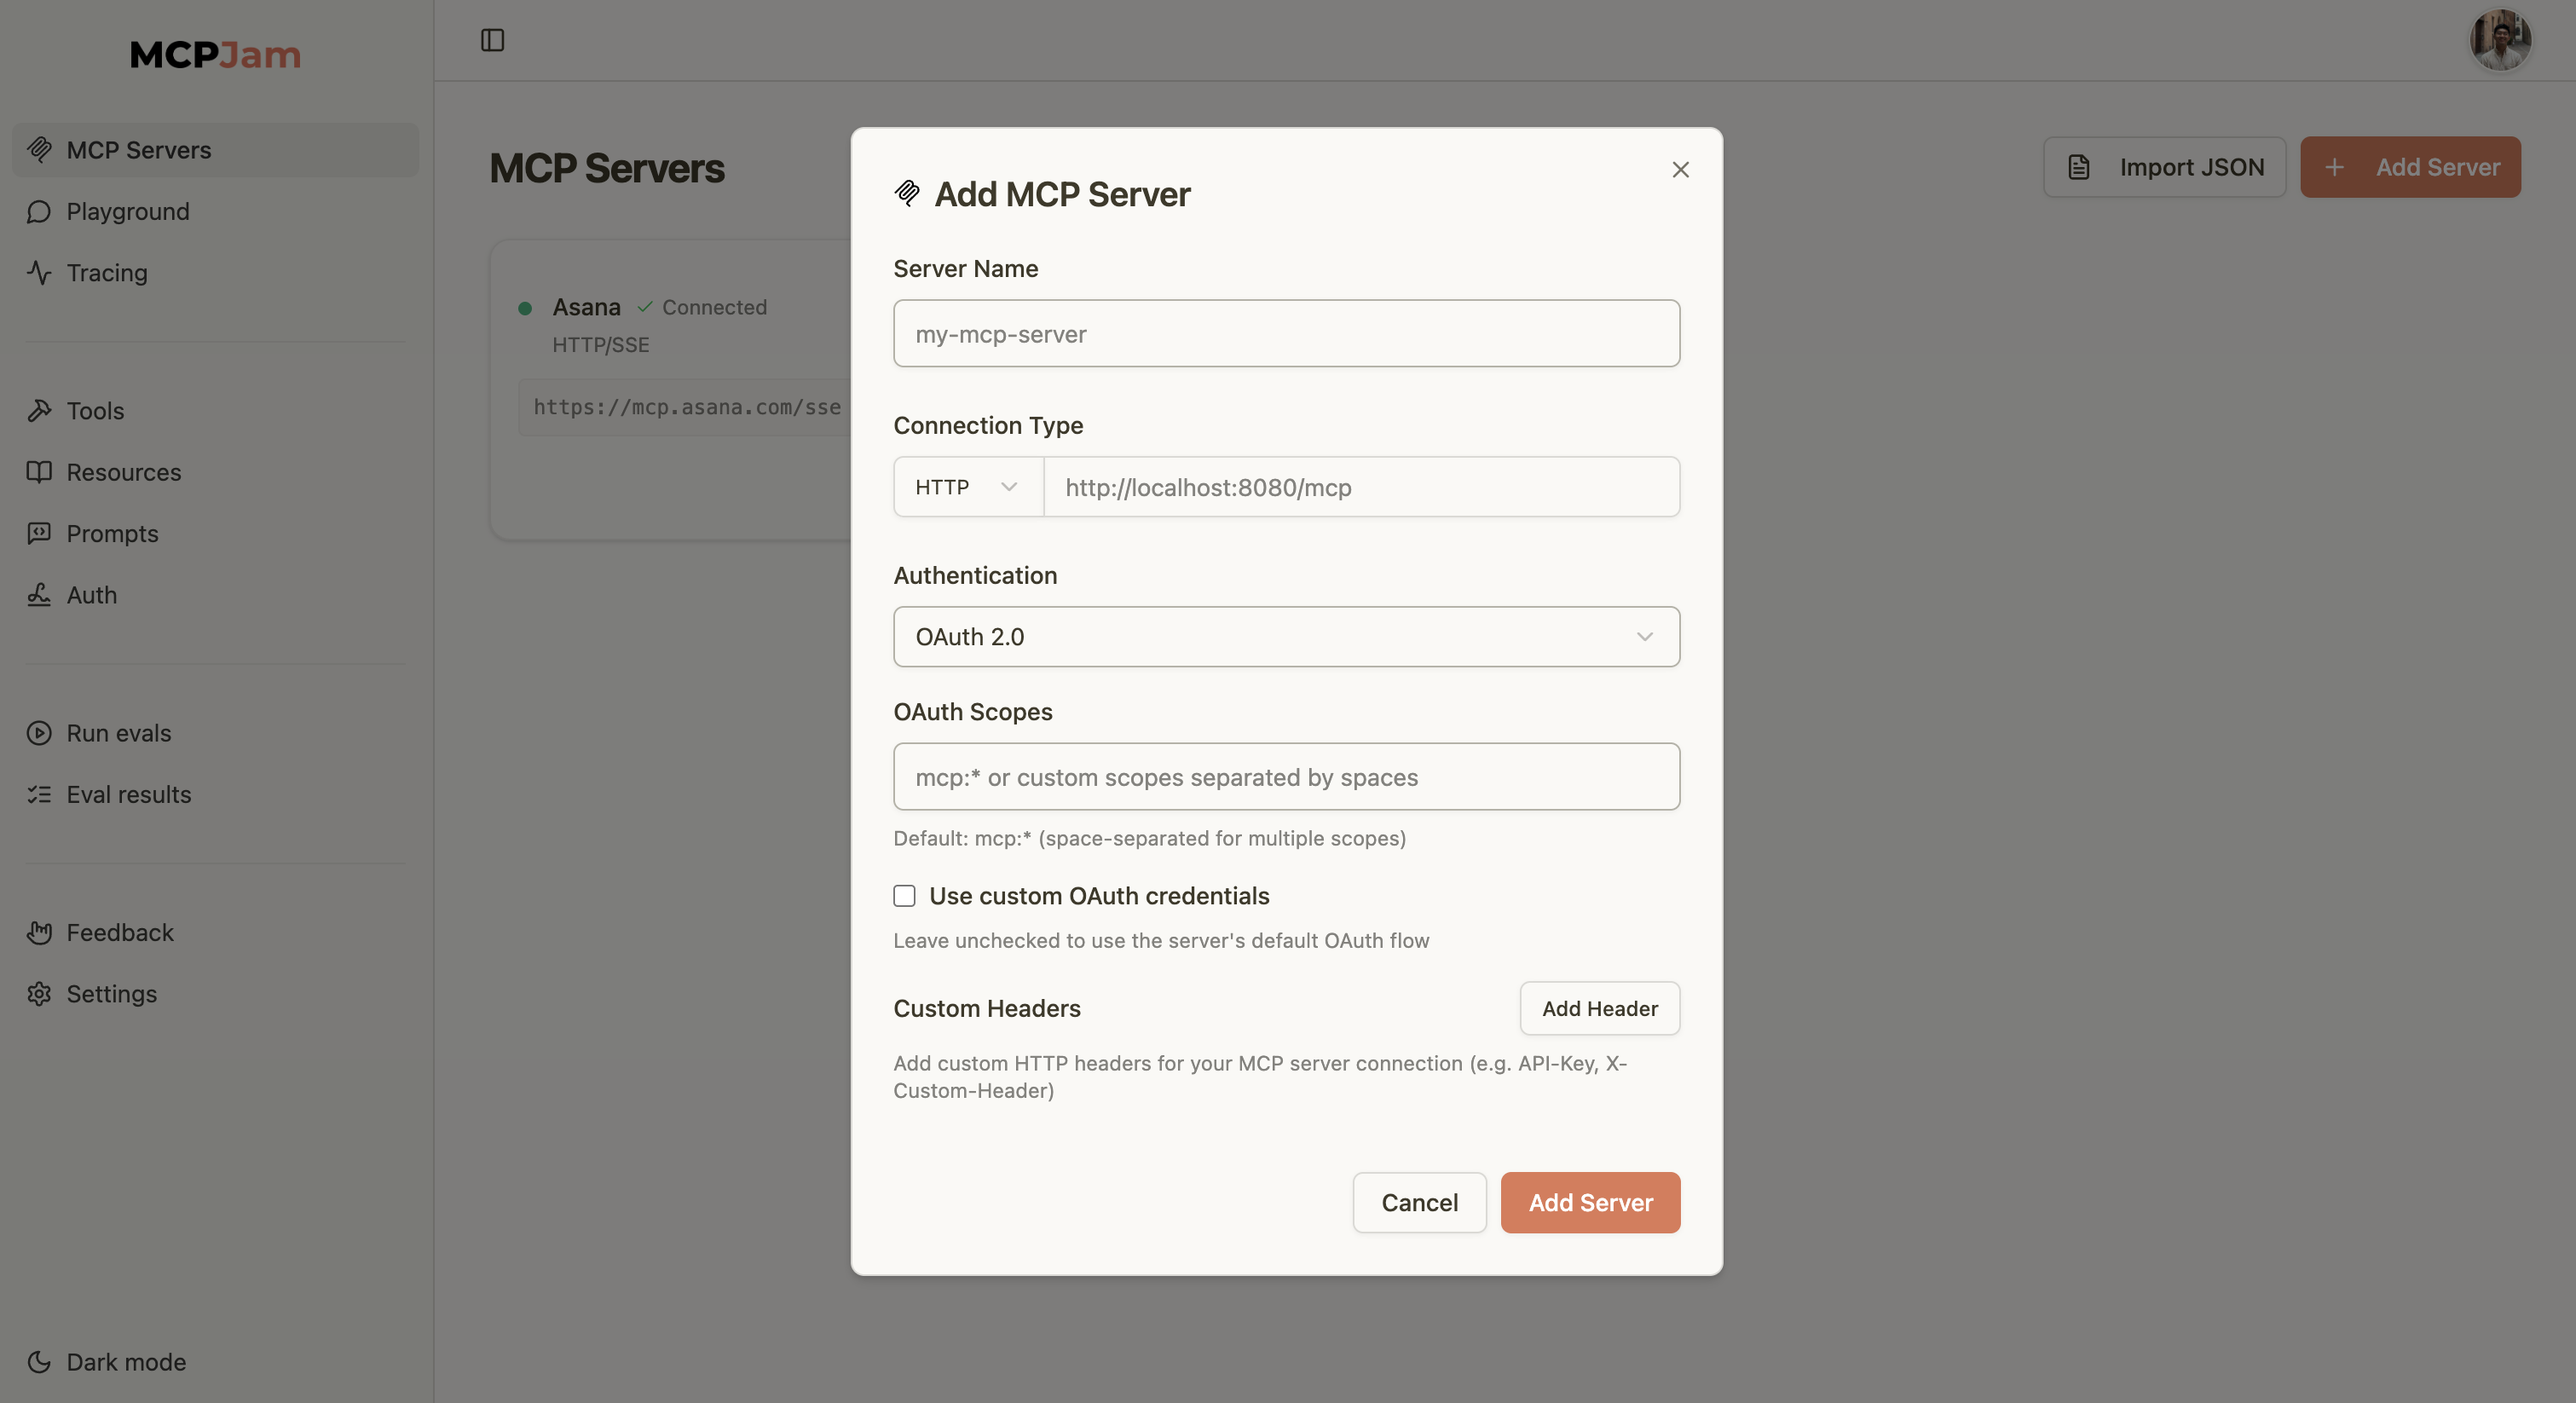 MCPJam
MCP Servers
Playground
Tracing
Tools
Resources
Prompts
Auth
Run evals
Eval results
Feedback
Settings
Dark mode
MCP Servers
Import JSON
Add Server
Asana Connected
HTTP/SSE
https://mcp.asana.com/sse
Add MCP Server
Server Name
my-mcp-server
Connection Type
HTTP http://localhost:8080/mcp
Authentication
OAuth 2.0
OAuth Scopes
mcp:* or custom scopes separated by spaces
Default: mcp:* (space-separated for multiple scopes)
Use custom OAuth credentials
Leave unchecked to use the server's default OAuth flow
Custom Headers Add Header
Add custom HTTP headers for your MCP server connection (e.g. API-Key, X-
Custom-Header)
Cancel Add Server